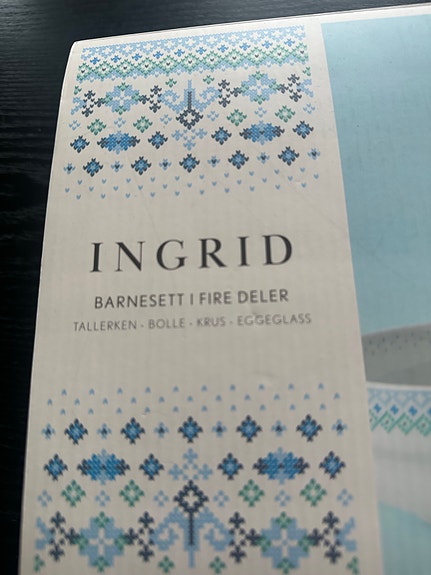 INGRID
BARNESETT I FIRE DELER
TALLERKEN - BOLLE - KRUS - EGGEGLASS